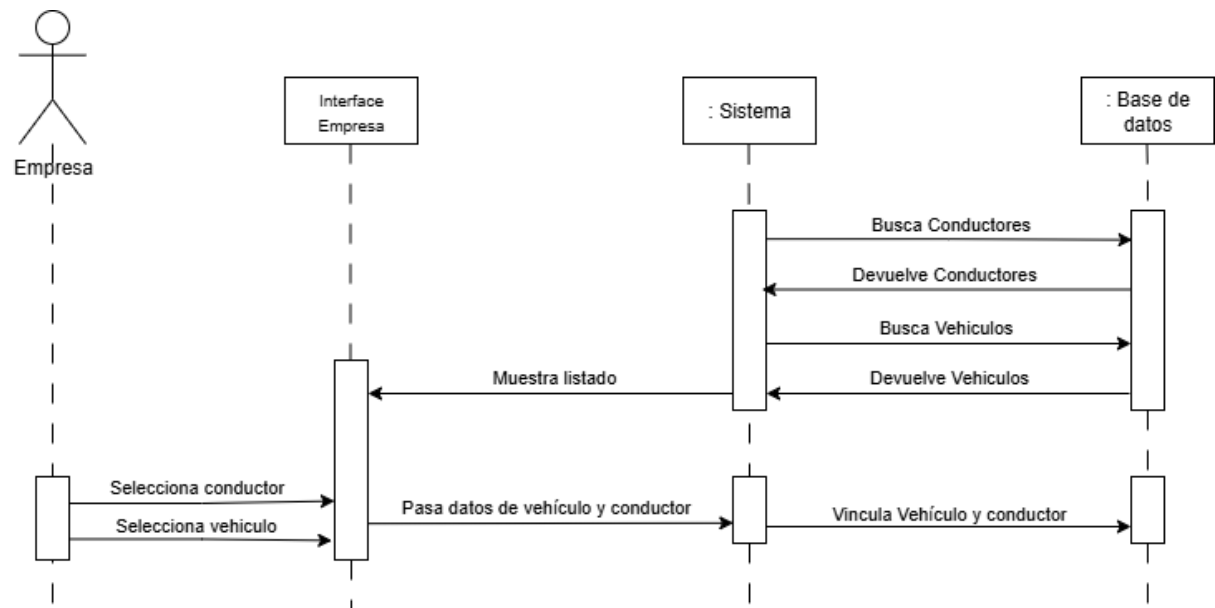 Empresa
Interface
Empresa
: Sistema
: Base de
datos
Busca Conductores
Devuelve Conductores
Busca Vehiculos
Muestra listado
Devuelve Vehiculos
Selecciona conductor
Pasa datos de vehículo y conductor
Vincula Vehículo y conductor
Selecciona vehiculo